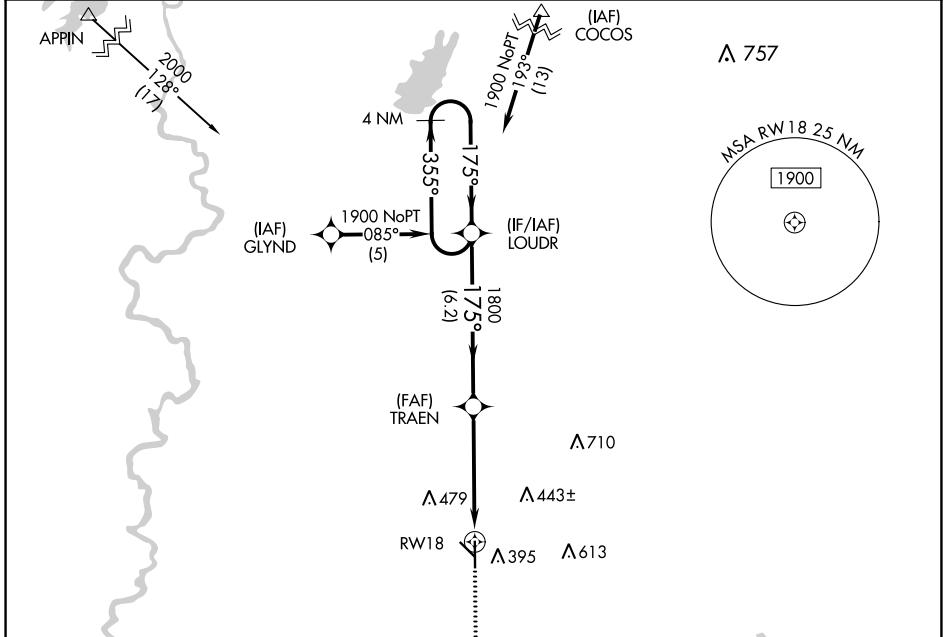 APPIN
2000
128°
(17)
(IAF)
COCOS
1900 NoPT
193°
(13)
757
4 NM
355°
175°
MSA RW18 25 NM
1900
(IAF)
GLYND
1900 NoPT
085°
(5)
(IF/IAF)
LOUDR
1800
175°
(6.2)
(FAF)
TRAEN
710
479
443±
RW18
395
613